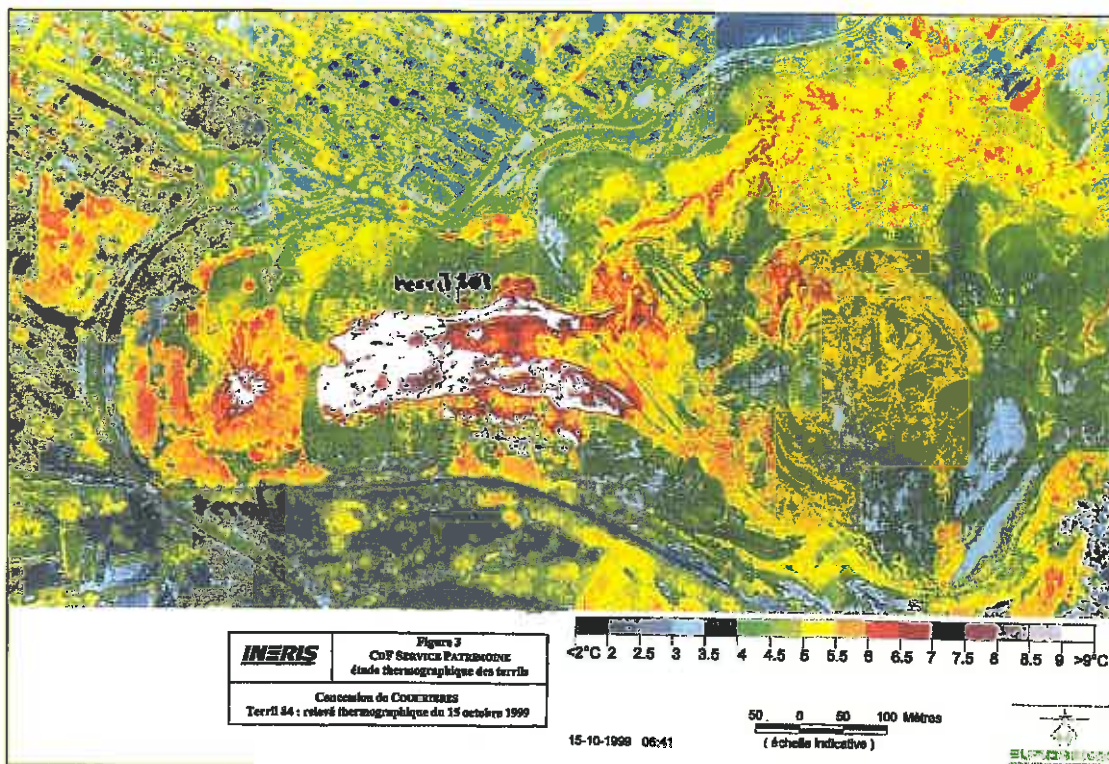 terril 201
INERIS
Figure 3
CdF SERVICE PATRIMOINE
étude thermographique des terrils
Concession de COURRIERES
Terril 84 : relevé thermographique du 15 octobre 1999
<2°C 2 2.5 3 3.5 4 4.5 5 5.5 6 6.5 7 7.5 8 8.5 9 >9°C
15-10-1999 06:41
50 0 50 100 Mètres
( échelle indicative )